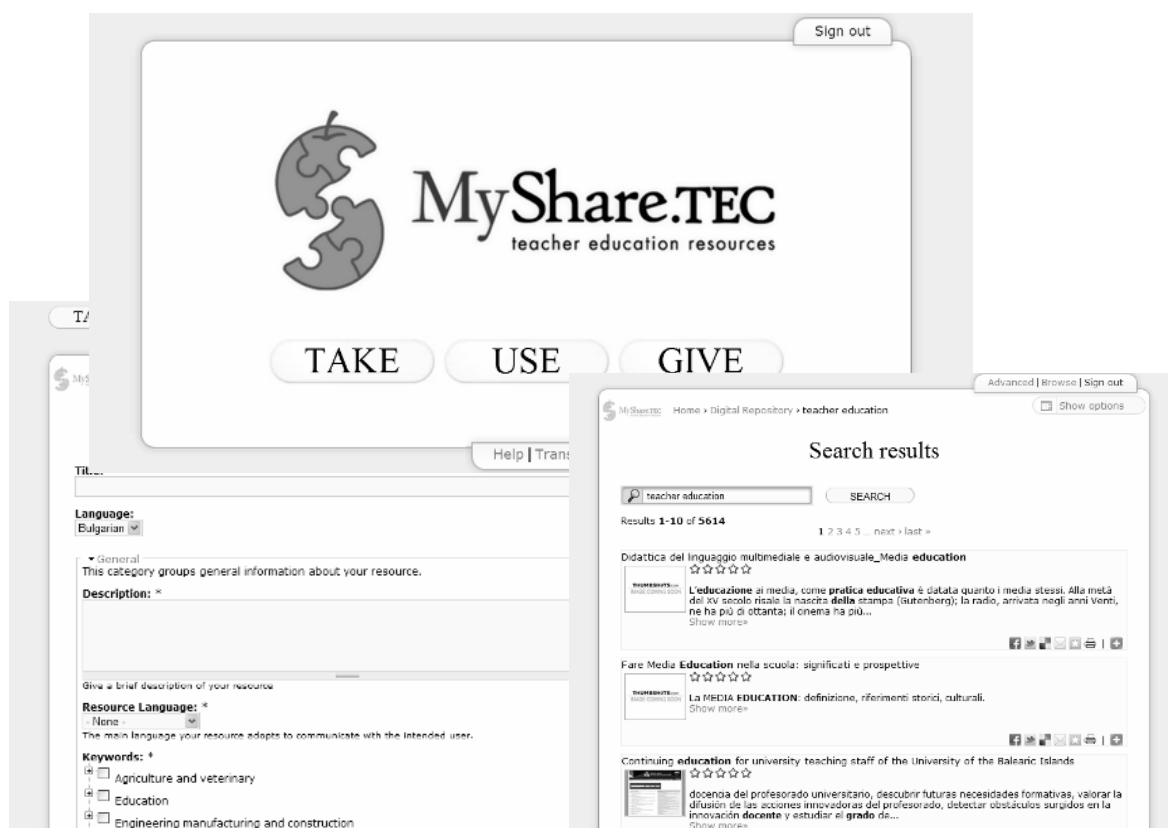 Sign out
MyShare.TEC
teacher education resources
TAKE USE GIVE
Help | Trans
TA
Title:
Language:
Bulgarian
General
This category groups general information about your resource.
Description: *
Give a brief description of your resource
Resource Language: *
- None -
The main language your resource adopts to communicate with the intended user.
Keywords: *
Agriculture and veterinary
Education
Engineering manufacturing and construction
Advanced | Browse | Sign out
MyShare.TEC Home › Digital Repository › teacher education
Show options
Search results
teacher education SEARCH
Results 1-10 of 5614
1 2 3 4 5 ... next › last »
Didattica del linguaggio multimediale e audiovisuale_Media education
L'educazione ai media, come pratica educativa è datata quanto i media stessi. Alla metà
del XV secolo risale la nascita della stampa (Gutenberg); la radio, arrivata negli anni Venti,
ne ha più di ottanta; il cinema ha più...
Show more»
Fare Media Education nella scuola: significati e prospettive
La MEDIA EDUCATION: definizione, riferimenti storici, culturali.
Show more»
Continuing education for university teaching staff of the University of the Balearic Islands
docencia del profesorado universitario, descubrir futuras necesidades formativas, valorar la
difusión de las acciones innovadoras del profesorado, detectar obstáculos surgidos en la
innovación docente y estudiar el grado de...
Show more»